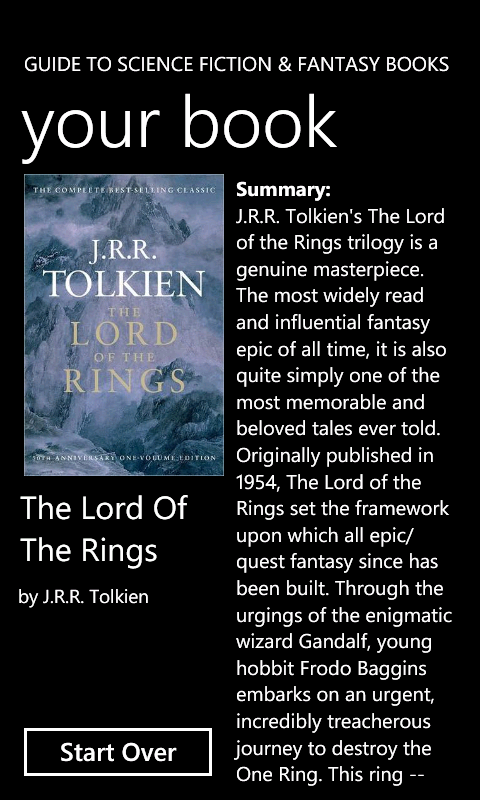 GUIDE TO SCIENCE FICTION & FANTASY BOOKS
your book
THE COMPLETE BEST-SELLING CLASSIC
J.R.R.
TOLKIEN
THE
LORD
OF THE
RINGS
50TH ANNIVERSARY ONE-VOLUME EDITION
The Lord Of
The Rings
by J.R.R. Tolkien
Start Over
Summary:
J.R.R. Tolkien's The Lord
of the Rings trilogy is a
genuine masterpiece.
The most widely read
and influential fantasy
epic of all time, it is also
quite simply one of the
most memorable and
beloved tales ever told.
Originally published in
1954, The Lord of the
Rings set the framework
upon which all epic/
quest fantasy since has
been built. Through the
urgings of the enigmatic
wizard Gandalf, young
hobbit Frodo Baggins
embarks on an urgent,
incredibly treacherous
journey to destroy the
One Ring. This ring --